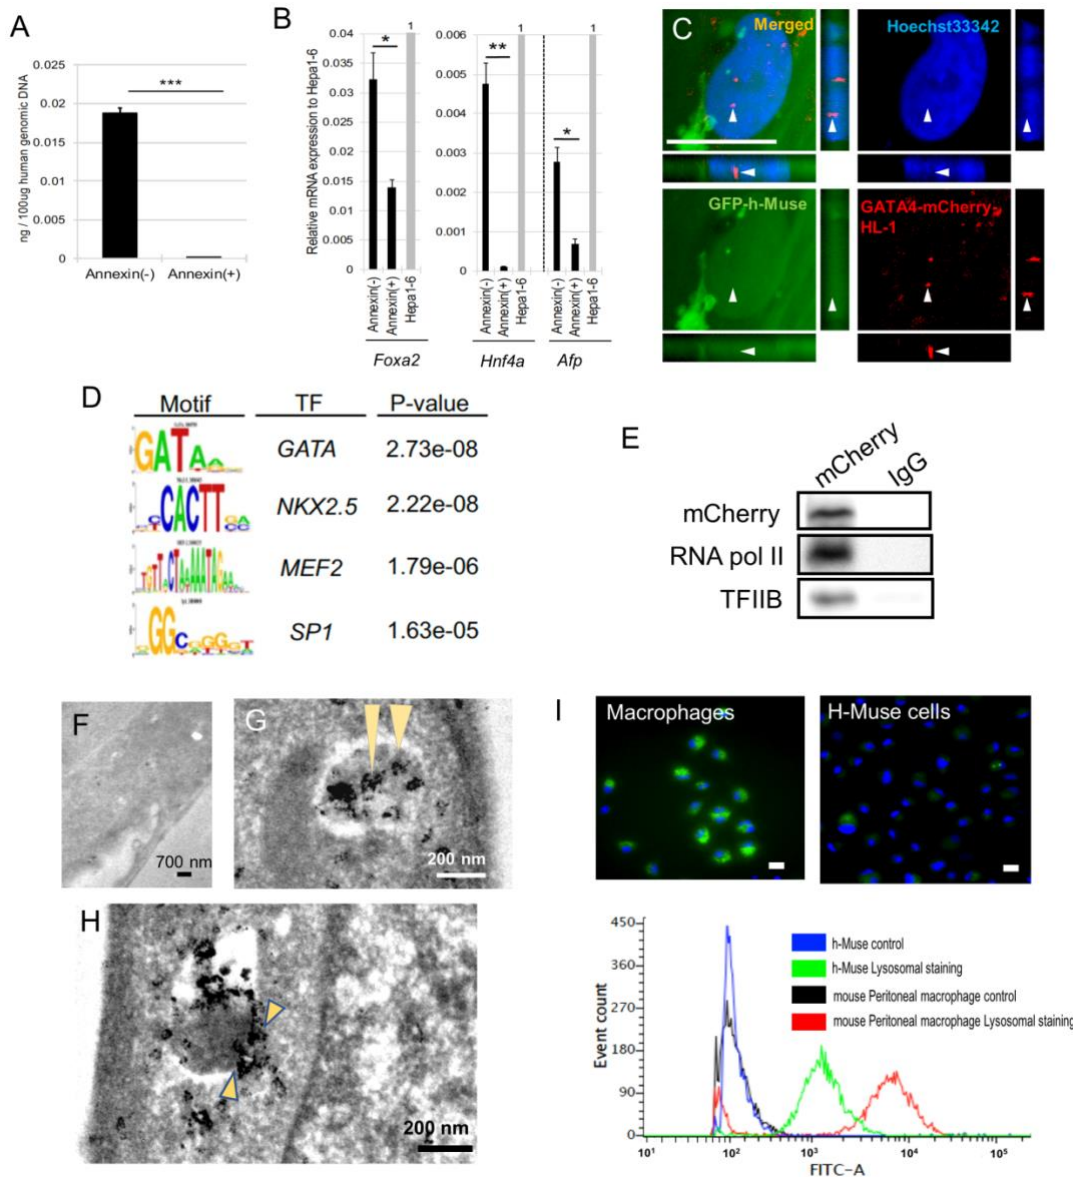 A
ng / 100ug human genomic DNA
0.025
0.02
0.015
0.01
0.005
0
***
Annexin(-)
Annexin(+)
B
Relative mRNA expression to Hepa1-6
0.04
0.035
0.03
0.025
0.02
0.015
0.01
0.005
0
*
1
Annexin(-)
Annexin(+)
Hepa1-6
Foxa2
0.006
0.005
0.004
0.003
0.002
0.001
0
**
1
*
1
Annexin(-)
Annexin(+)
Hepa1-6
Annexin(-)
Annexin(+)
Hepa1-6
Hnf4a
Afp
C
Merged
Hoechst33342
GFP-h-Muse
GATA4-mCherry-
HL-1
D
Motif TF P-value
GATAA GATA 2.73e-08
CACTT NKX2.5 2.22e-08
MEF2 1.79e-06
SP1 1.63e-05
E
mCherry IgG
mCherry
RNA pol II
TFIIB
F
700 nm
G
200 nm
H
200 nm
I
Macrophages
H-Muse cells
Event count
450
360
270
180
90
0
h-Muse control
h-Muse Lysosomal staining
mouse Peritoneal macrophage control
mouse Peritoneal macrophage Lysosomal staining
10¹ 10² 10³ 10⁴ 10⁵
FITC-A